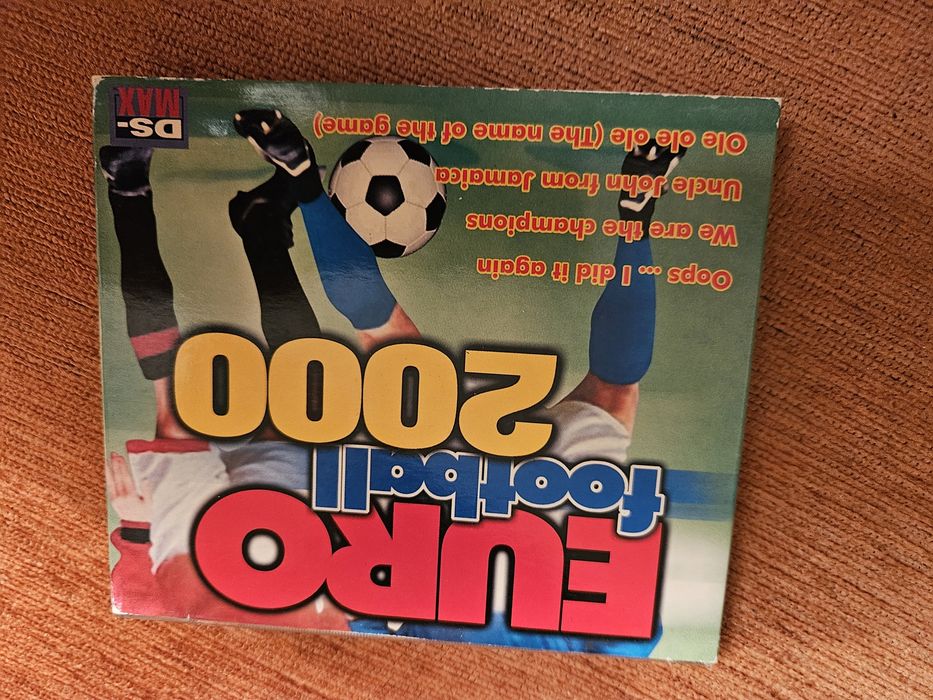 EURO
football
2000
Oops ... I did it again
We are the champions
Uncle John from Jamaica
Ole ole ole (The name of the game)
DS-
MAX